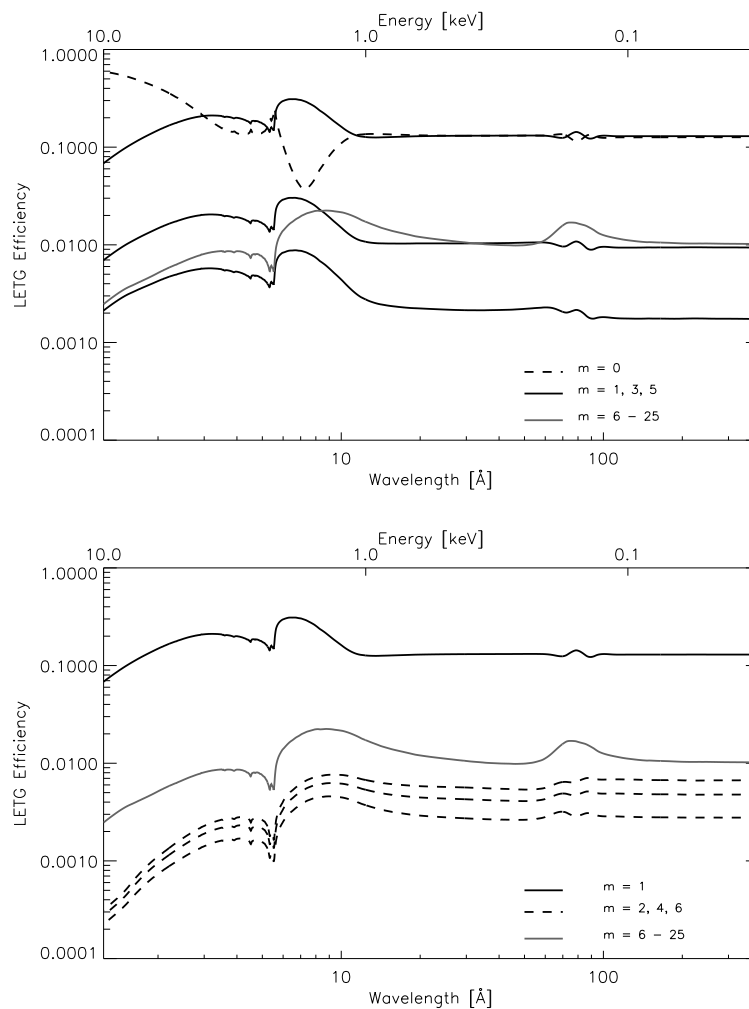 Energy [keV]
10.0 1.0 0.1
1.0000
0.1000
0.0100
0.0010
0.0001
LETG Efficiency
m = 0
m = 1, 3, 5
m = 6 – 25
10 100
Wavelength [Å]
Energy [keV]
10.0 1.0 0.1
1.0000
0.1000
0.0100
0.0010
0.0001
LETG Efficiency
m = 1
m = 2, 4, 6
m = 6 – 25
10 100
Wavelength [Å]